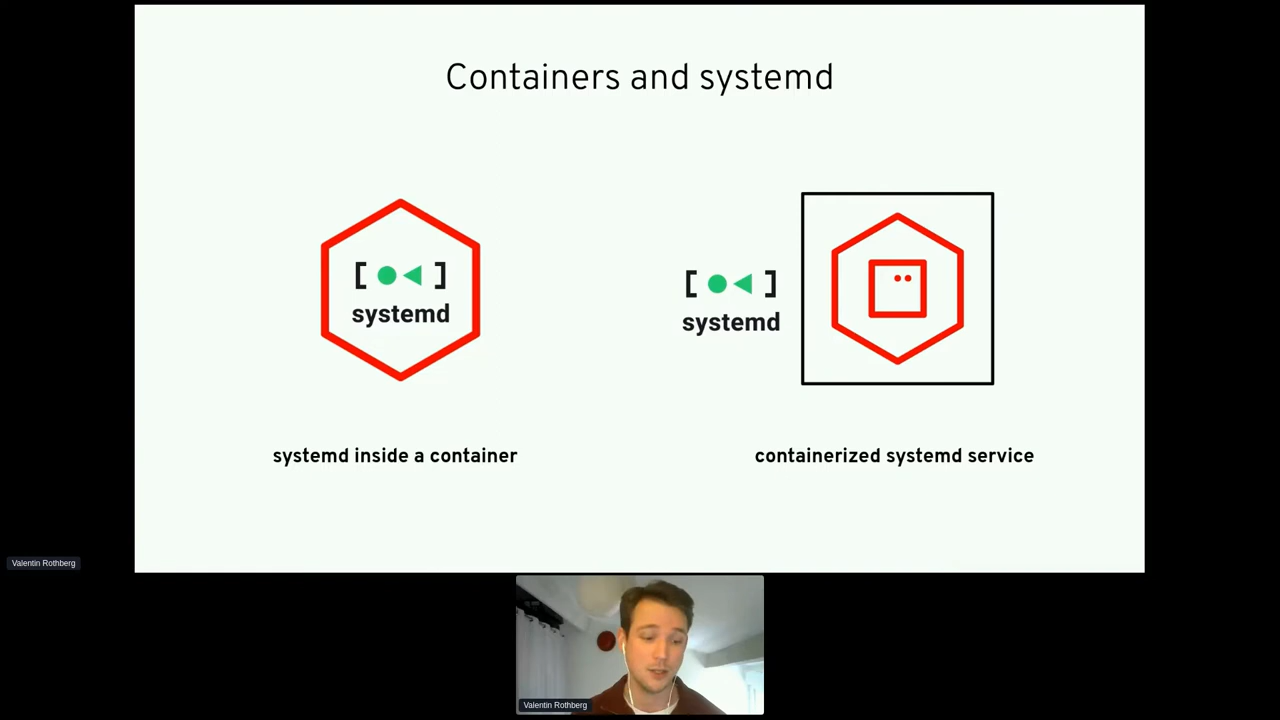 Containers and systemd
[ ]
systemd
[ ]
systemd
systemd inside a container
containerized systemd service
Valentin Rothberg
Valentin Rothberg